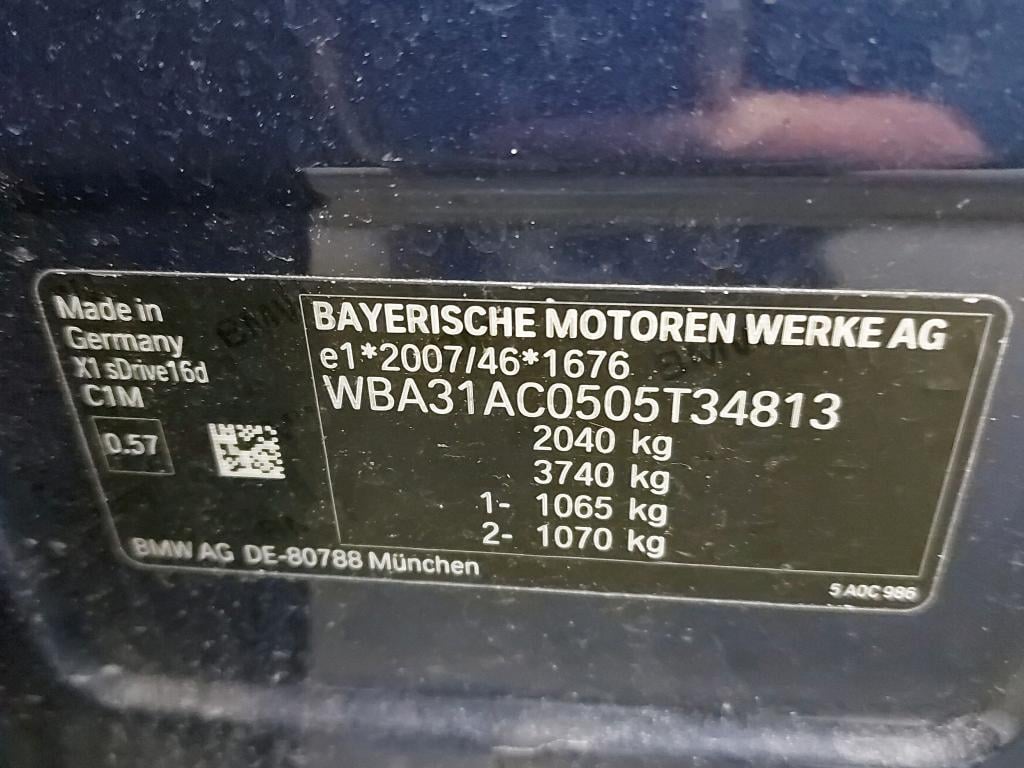 Made in
Germany
X1 sDrive16d
C1M
0.57
BAYERISCHE MOTOREN WERKE AG
e1*2007/46*1676
WBA31AC0505T34813
2040 kg
3740 kg
1- 1065 kg
2- 1070 kg
BMW AG DE-80788 München
5 A0C 986